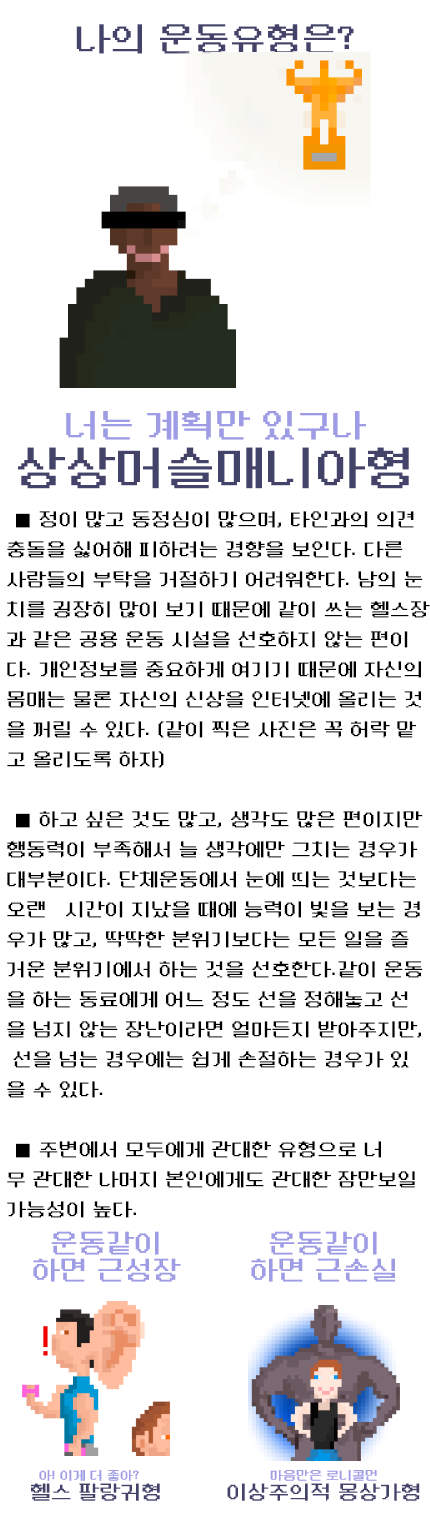 나의 운동유형은?
너는 계획만 있구나
상상머슬매니아형
■ 정이 많고 동정심이 많으며, 타인과의 의견
충돌을 싫어해 피하려는 경향을 보인다. 다른
사람들의 부탁을 거절하기 어려워한다. 남의 눈
치를 굉장히 많이 보기 때문에 같이 쓰는 헬스장
과 같은 공용 운동 시설을 선호하지 않는 편이
다. 개인정보를 중요하게 여기기 때문에 자신의
몸매는 물론 자신의 신상을 인터넷에 올리는 것
을 꺼릴 수 있다. (같이 찍은 사진은 꼭 허락 맡
고 올리도록 하자)
■ 하고 싶은 것도 많고, 생각도 많은 편이지만
행동력이 부족해서 늘 생각에만 그치는 경우가
대부분이다. 단체운동에서 눈에 띄는 것보다는
오랜 시간이 지났을 때에 능력이 빛을 보는 경
우가 많고, 딱딱한 분위기보다는 모든 일을 즐
거운 분위기에서 하는 것을 선호한다.같이 운동
을 하는 동료에게 어느 정도 선을 정해놓고 선
을 넘지 않는 장난이라면 얼마든지 받아주지만,
선을 넘는 경우에는 쉽게 손절하는 경우가 있
을 수 있다.
■ 주변에서 모두에게 관대한 유형으로 너
무 관대한 나머지 본인에게도 관대한 잠만보일
가능성이 높다.
운동같이
하면 근성장
운동같이
하면 근손실
아! 이게 더 좋아?
헬스 팔랑귀형
마음만은 로니콜먼
이상주의적 몽상가형